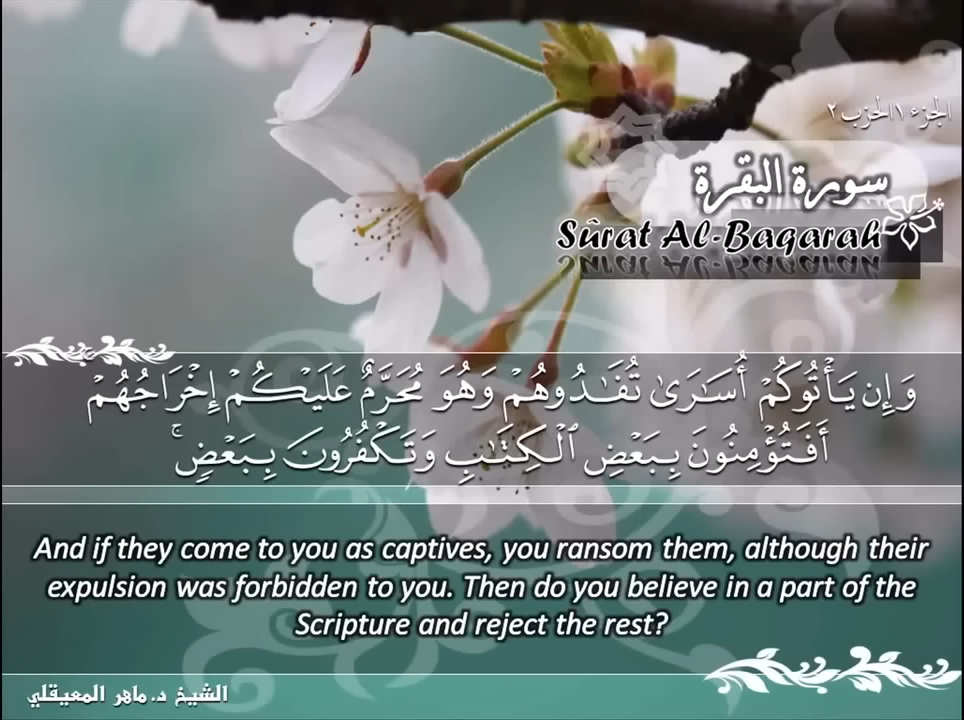 الجزء ١ الحزب ٢
سورة البقرة
Sûrat Al-Baqarah
وَإِن يَأْتُوكُمْ أُسَـٰرَىٰ تُفَـٰدُوهُمْ وَهُوَ مُحَرَّمٌ عَلَيْكُمْ إِخْرَاجُهُمْ
أَفَتُؤْمِنُونَ بِبَعْضِ ٱلْكِتَـٰبِ وَتَكْفُرُونَ بِبَعْضٍ ۚ
And if they come to you as captives, you ransom them, although their
expulsion was forbidden to you. Then do you believe in a part of the
Scripture and reject the rest?
الشيخ د. ماهر المعيقلي